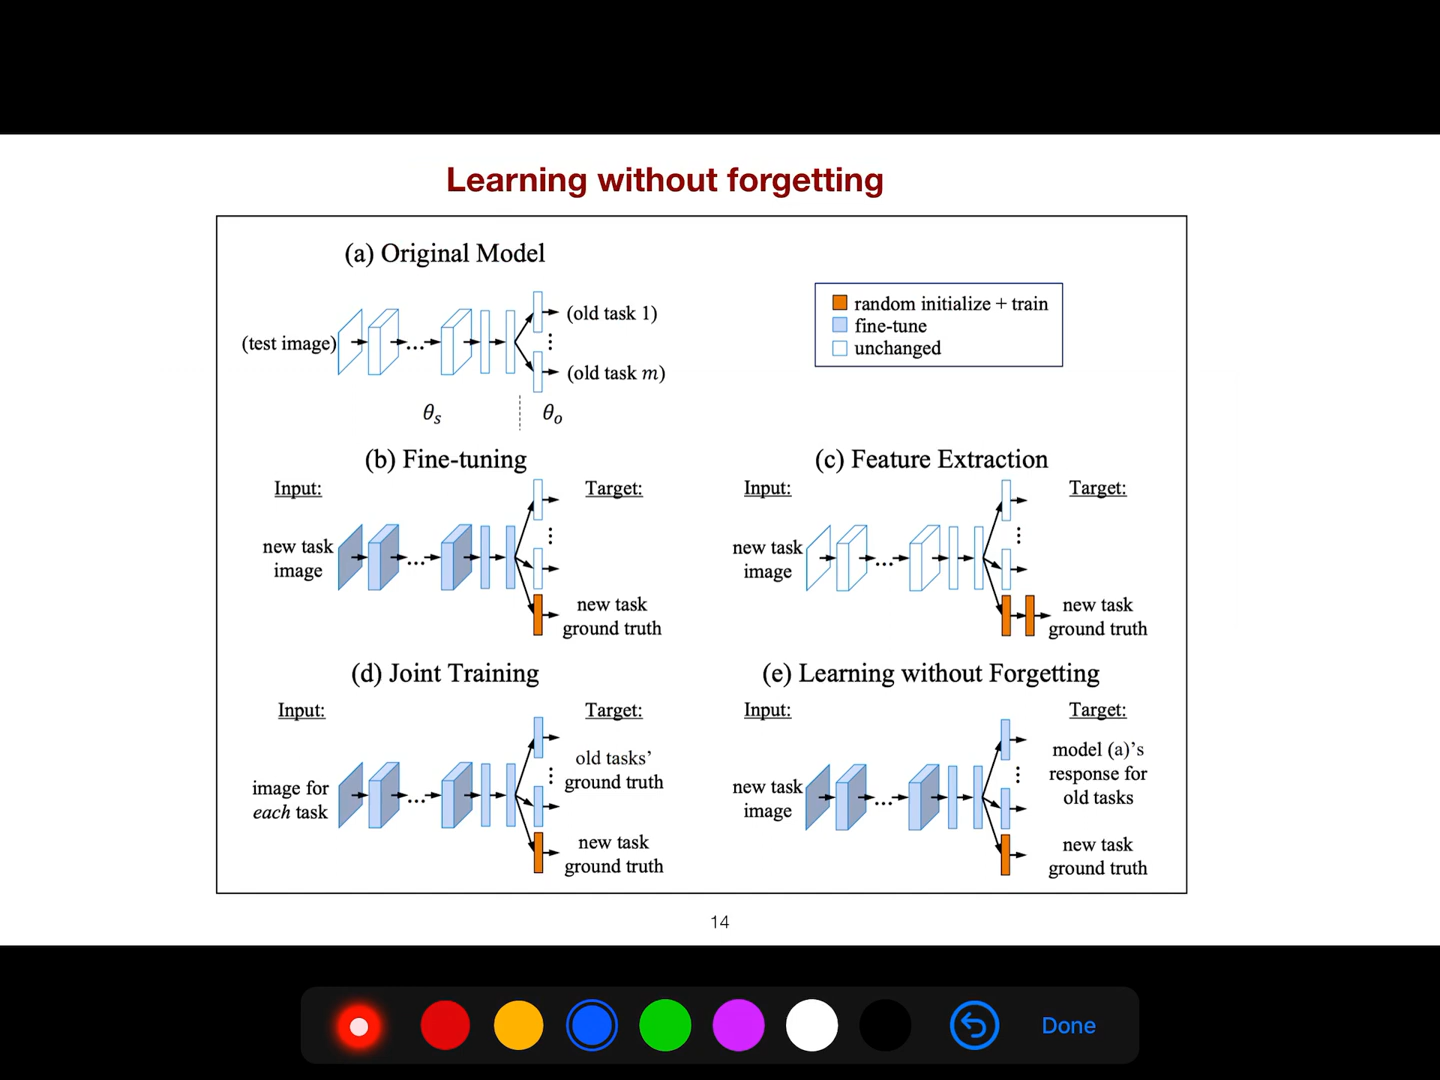 Learning without forgetting
(a) Original Model
(test image)
...
(old task 1)
(old task m)
θs
θo
random initialize + train
fine-tune
unchanged
(b) Fine-tuning
Input:
Target:
new task
image
...
new task
ground truth
(c) Feature Extraction
Input:
Target:
new task
image
...
new task
ground truth
(d) Joint Training
Input:
Target:
image for
each task
...
old tasks’
ground truth
new task
ground truth
(e) Learning without Forgetting
Input:
Target:
new task
image
...
model (a)’s
response for
old tasks
new task
ground truth
14
Done